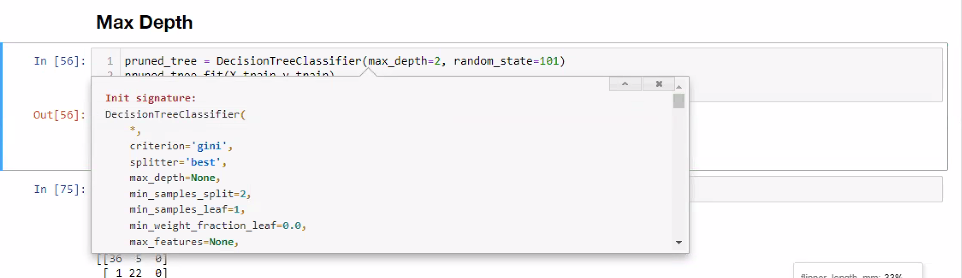 Max Depth
In [56]:
1 pruned_tree = DecisionTreeClassifier(max_depth=2, random_state=101)
2 pruned_tree.fit(X_train,y_train)
Init signature:
DecisionTreeClassifier(
*,
criterion='gini',
splitter='best',
max_depth=None,
min_samples_split=2,
min_samples_leaf=1,
min_weight_fraction_leaf=0.0,
max_features=None,
Out[56]:
In [75]:
[[36 5 0]
[ 1 22 0]
flipper_length_mm: 33%